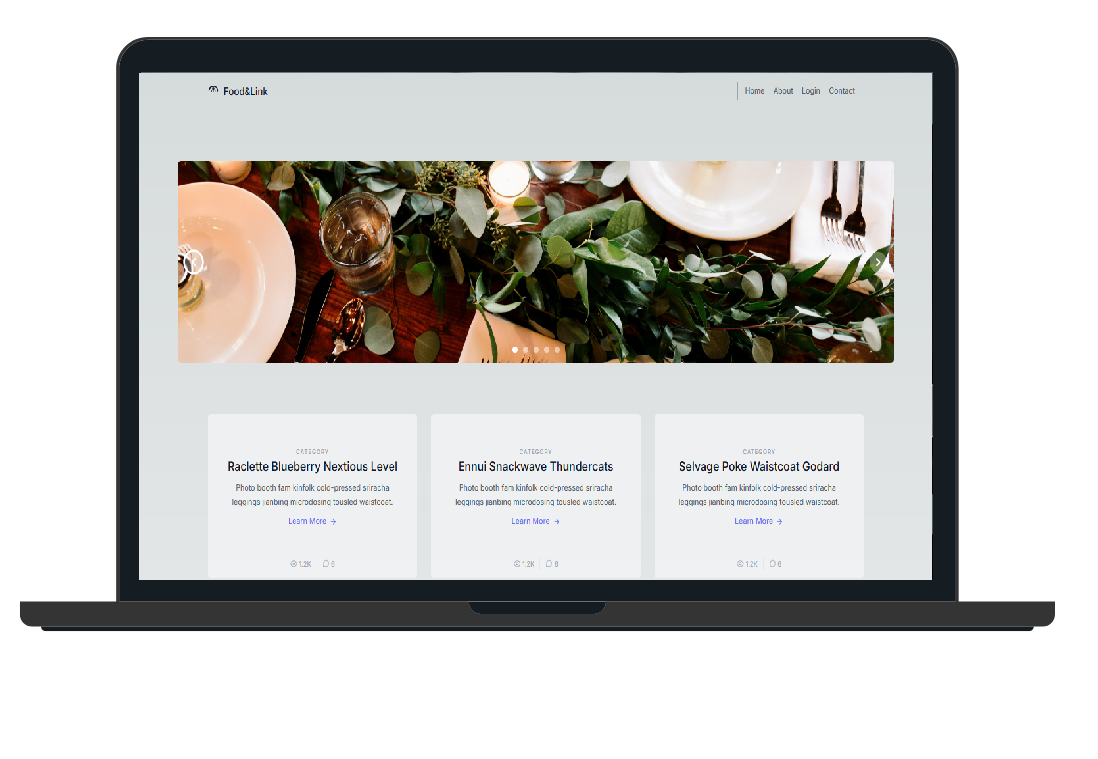 Food&Link
Home About Login Contact
CATEGORY
Raclette Blueberry Nextious Level
Photo booth fam kinfolk cold-pressed sriracha
leggings jianbing microdosing tousled waistcoat.
Learn More →
1.2K 6
CATEGORY
Ennui Snackwave Thundercats
Photo booth fam kinfolk cold-pressed sriracha
leggings jianbing microdosing tousled waistcoat.
Learn More →
1.2K 6
CATEGORY
Selvage Poke Waistcoat Godard
Photo booth fam kinfolk cold-pressed sriracha
leggings jianbing microdosing tousled waistcoat.
Learn More →
1.2K 6